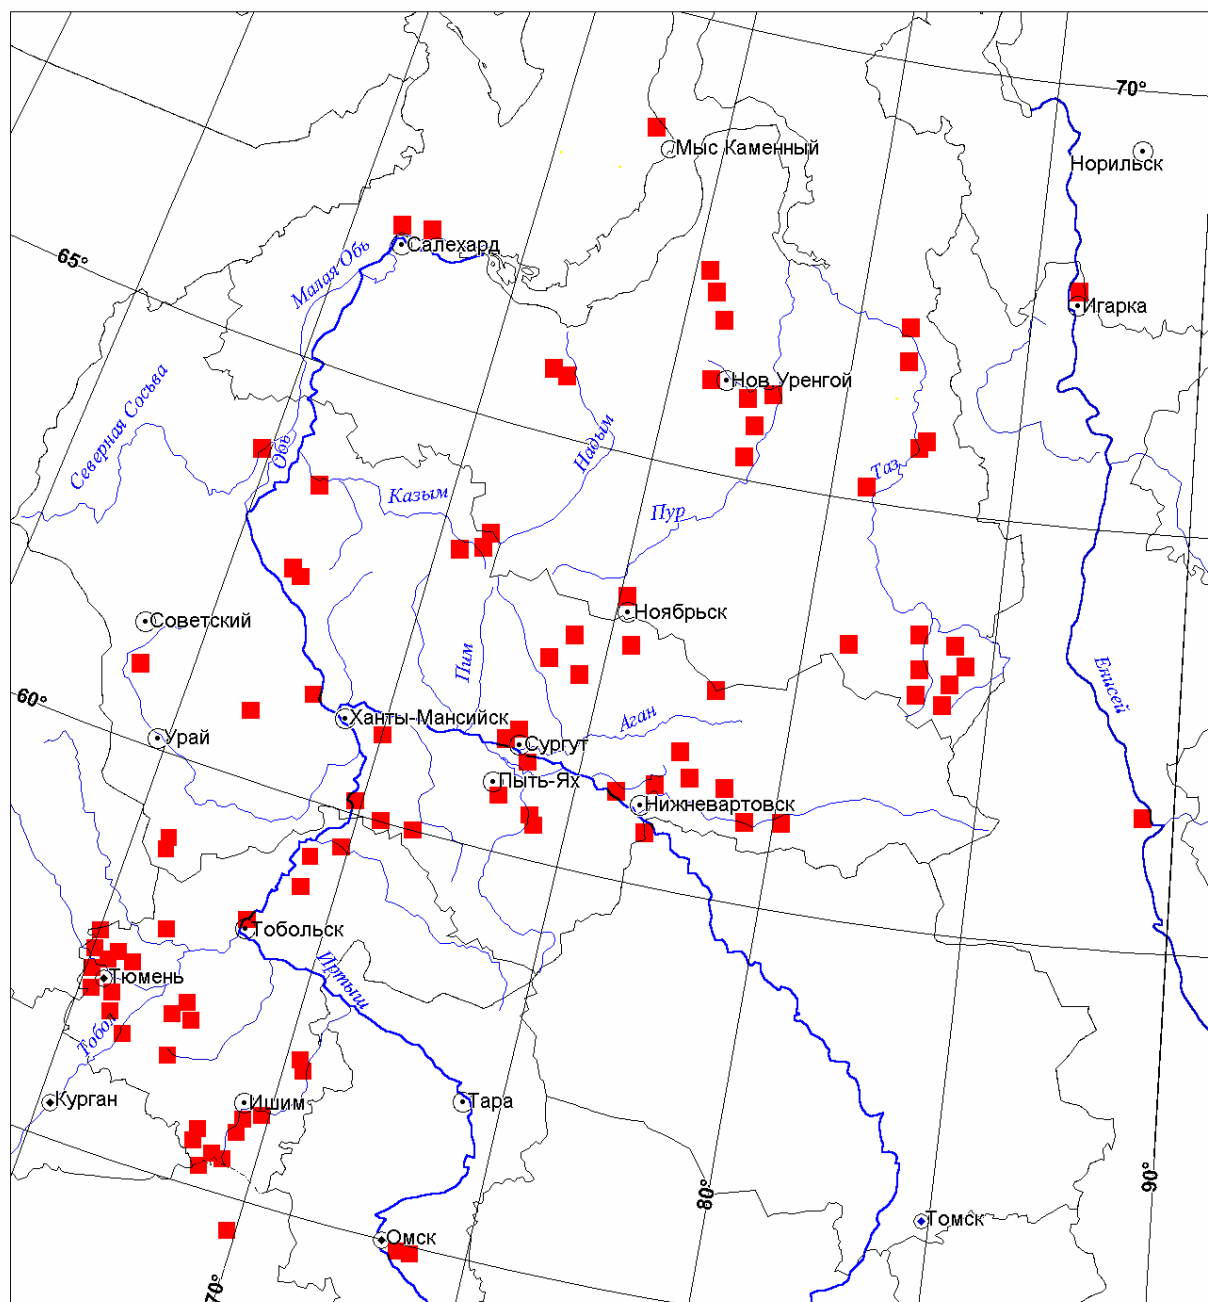 70°
Мыс Каменный
Норильск
Салехард
65°
Малая Обь
Игарка
Нов.Уренгой
Северная Сосьва
Обь
Надым
Таз
Казым
Пур
Советский
Ноябрьск
Пим
Енисей
60°
Ханты-Мансийск
Аган
Урай
Сургут
Пыть-Ях
Нижневартовск
Тобольск
Иртыш
Тюмень
Тобол
Курган
Ишим
Тара
80°
90°
Томск
Омск
70°